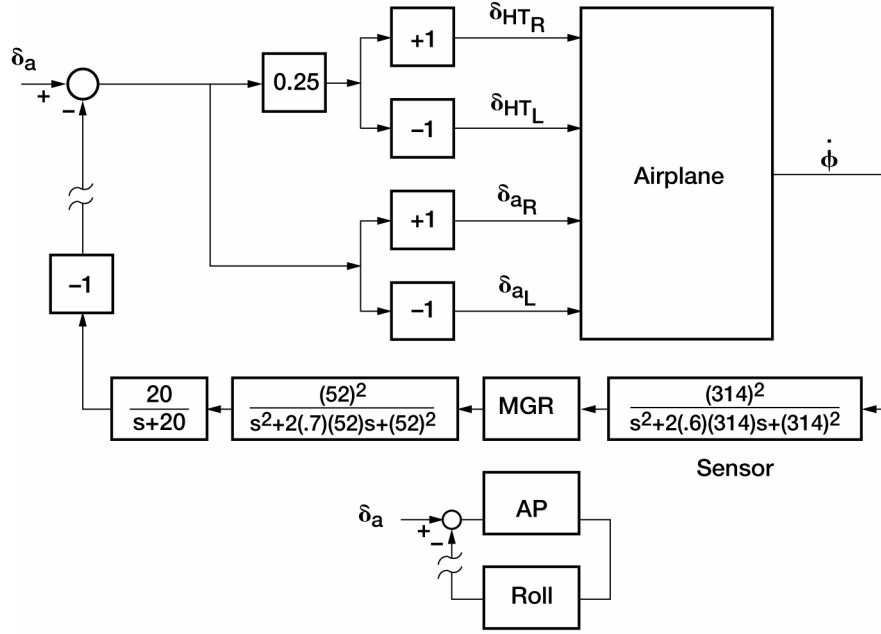 δa
+
−
0.25
+1
δHTR
−1
δHTL
+1
δaR
−1
δaL
Airplane
ϕ̇
−1
20
s+20
(52)2
s2+2(.7)(52)s+(52)2
MGR
(314)2
s2+2(.6)(314)s+(314)2
Sensor
δa
+
−
AP
Roll